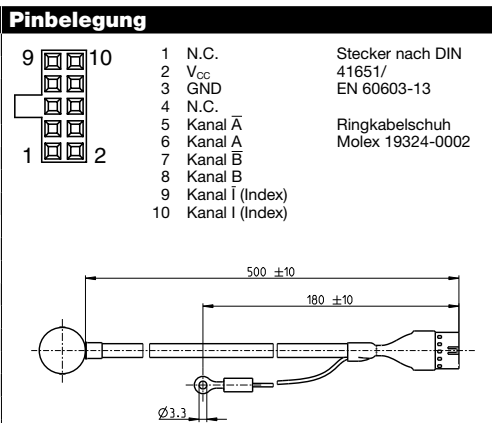 Pinbelegung
9 10
1 2
1 N.C.
2 V<sub>CC</sub>
3 GND
4 N.C.
5 Kanal A̅
6 Kanal A
7 Kanal B̅
8 Kanal B
9 Kanal I̅ (Index)
10 Kanal I (Index)
Stecker nach DIN
41651/
EN 60603-13
Ringkabelschuh
Molex 19324-0002
500 ±10
180 ±10
Ø3.3